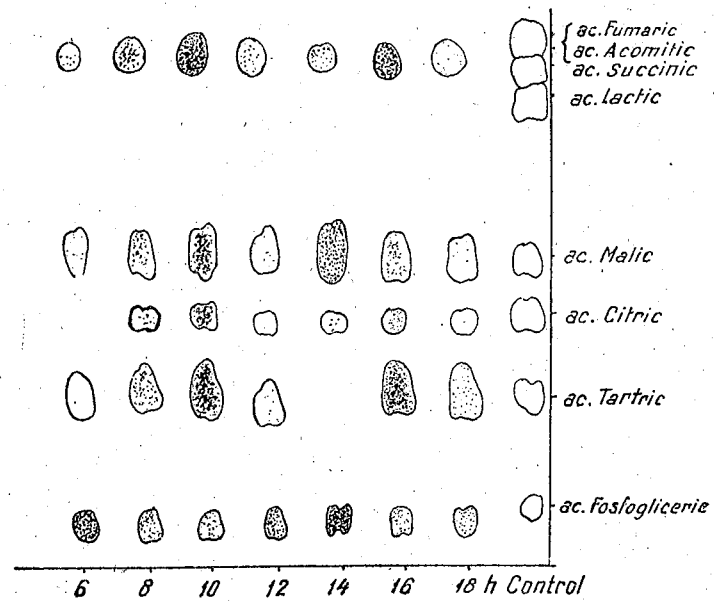 ac. Fumaric
ac. Acomitic
ac. Succinic
ac. Lactic
ac. Malic
ac. Citric
ac. Tartric
ac. Fosfogliceric
6 8 10 12 14 16 18 h Control